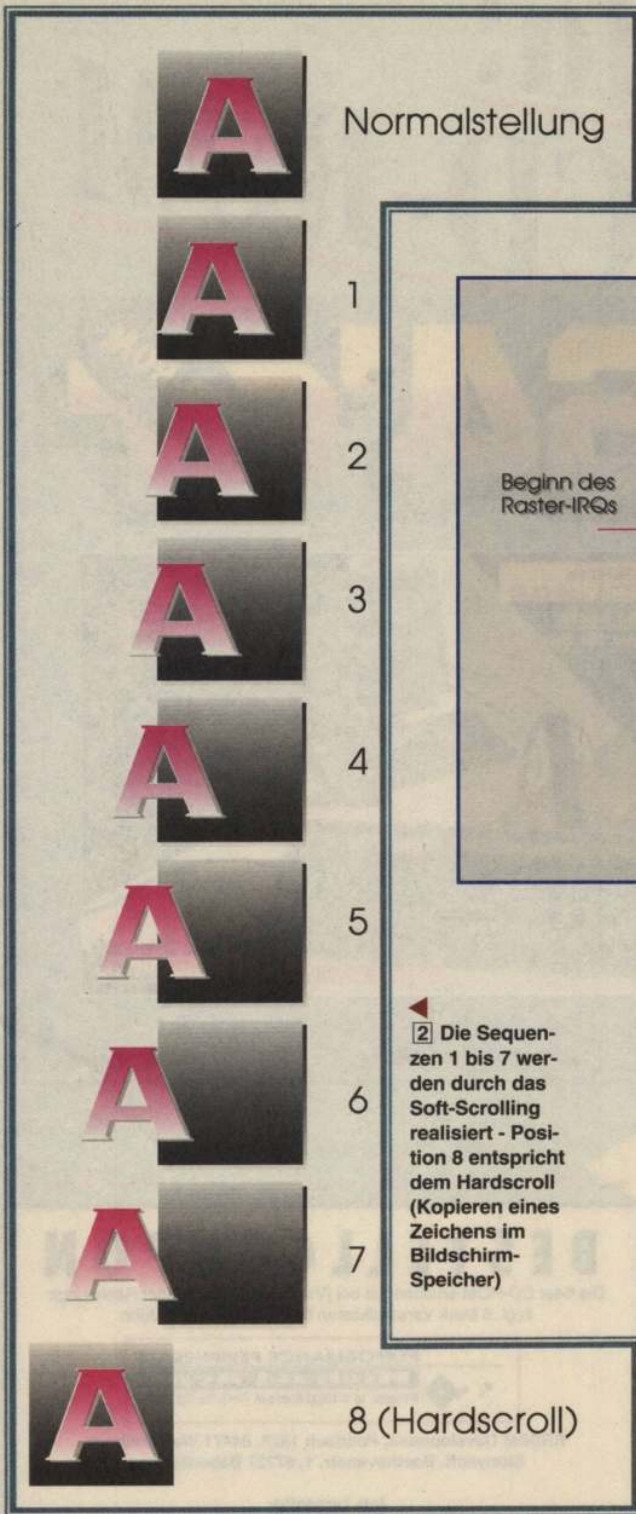 A
Normalstellung
A
1
A
2
Beginn des
Raster-IRQs
A
3
A
4
A
5
A
6
A
7
2 Die Sequen-
zen 1 bis 7 wer-
den durch das
Soft-Scrolling
realisiert - Posi-
tion 8 entspricht
dem Hardscroll
(Kopieren eines
Zeichens im
Bildschirm-
Speicher)
A
8 (Hardscroll)